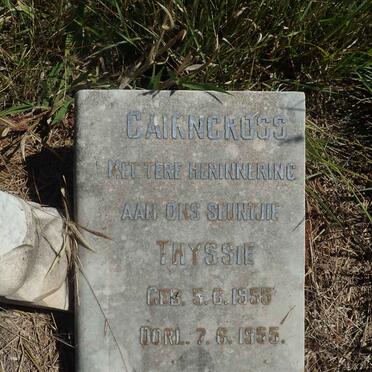 CAIRNCROSS
MET TERE HERINNERING
AAN ONS SEUNTJIE
THYSSIE
GEB. 5. 6. 1955
OORL. 7. 6. 1955.